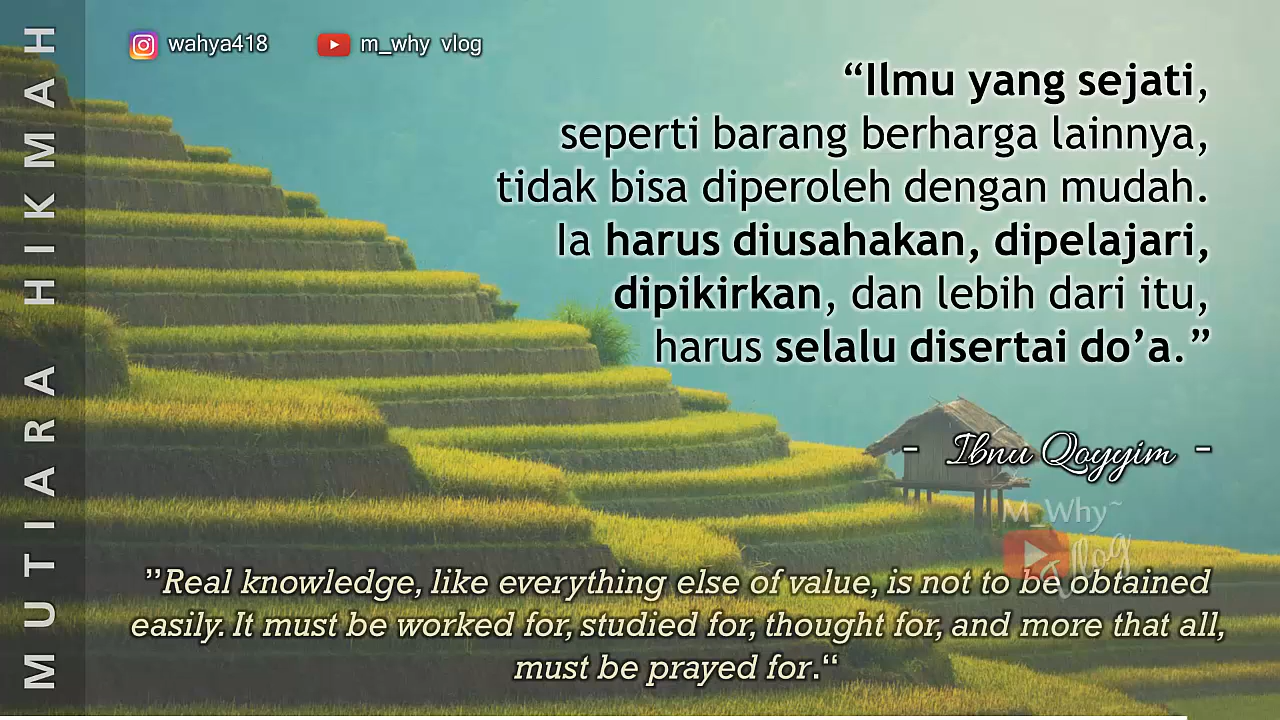 wahya418
m_why vlog
MUTIARA HIKMAH
“Ilmu yang sejati,
seperti barang berharga lainnya,
tidak bisa diperoleh dengan mudah.
Ia harus diusahakan, dipelajari,
dipikirkan, dan lebih dari itu,
harus selalu disertai do’a.”
- Ibnu Qoyyim -
M_Why~
Vlog
”Real knowledge, like everything else of value, is not to be obtained
easily. It must be worked for, studied for, thought for, and more that all,
must be prayed for.“